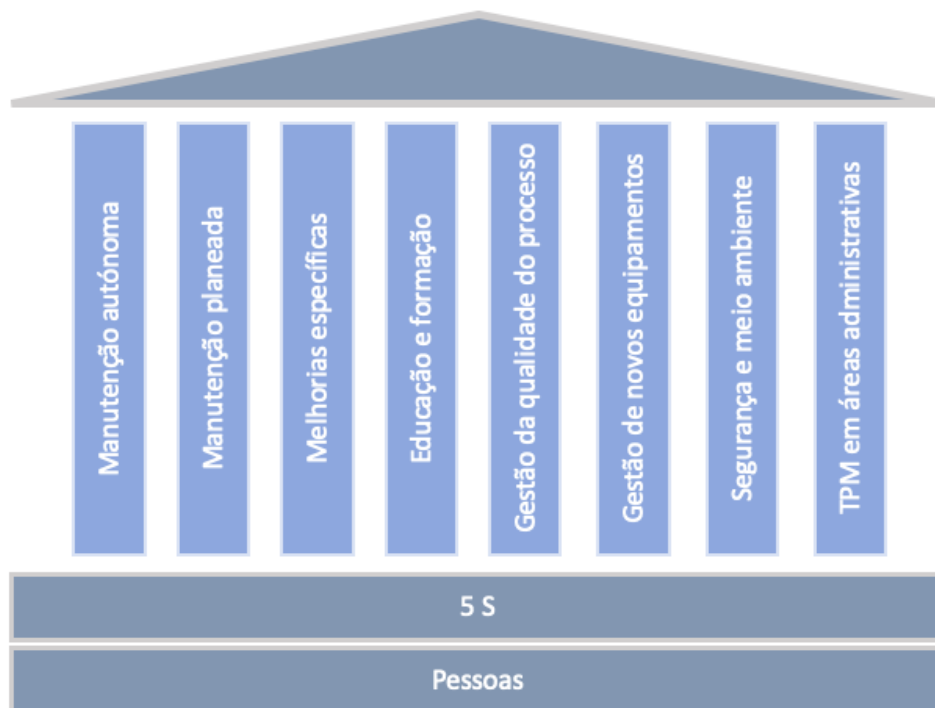 Manutenção autónoma
Manutenção planeada
Melhorias específicas
Educação e formação
Gestão da qualidade do processo
Gestão de novos equipamentos
Segurança e meio ambiente
TPM em áreas administrativas
5 S
Pessoas